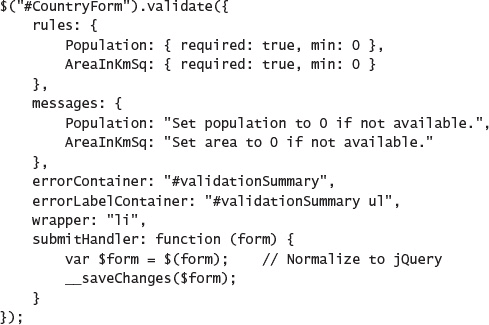 $("#CountryForm").validate({
    rules: {
        Population: { required: true, min: 0 },
        AreaInKmSq: { required: true, min: 0 }
    },
    messages: {
        Population: "Set population to 0 if not available.",
        AreaInKmSq: "Set area to 0 if not available."
    },
    errorContainer: "#validationSummary",
    errorLabelContainer: "#validationSummary ul",
    wrapper: "li",
    submitHandler: function (form) {
        var $form = $(form);    // Normalize to jQuery
        __saveChanges($form);
    }
});